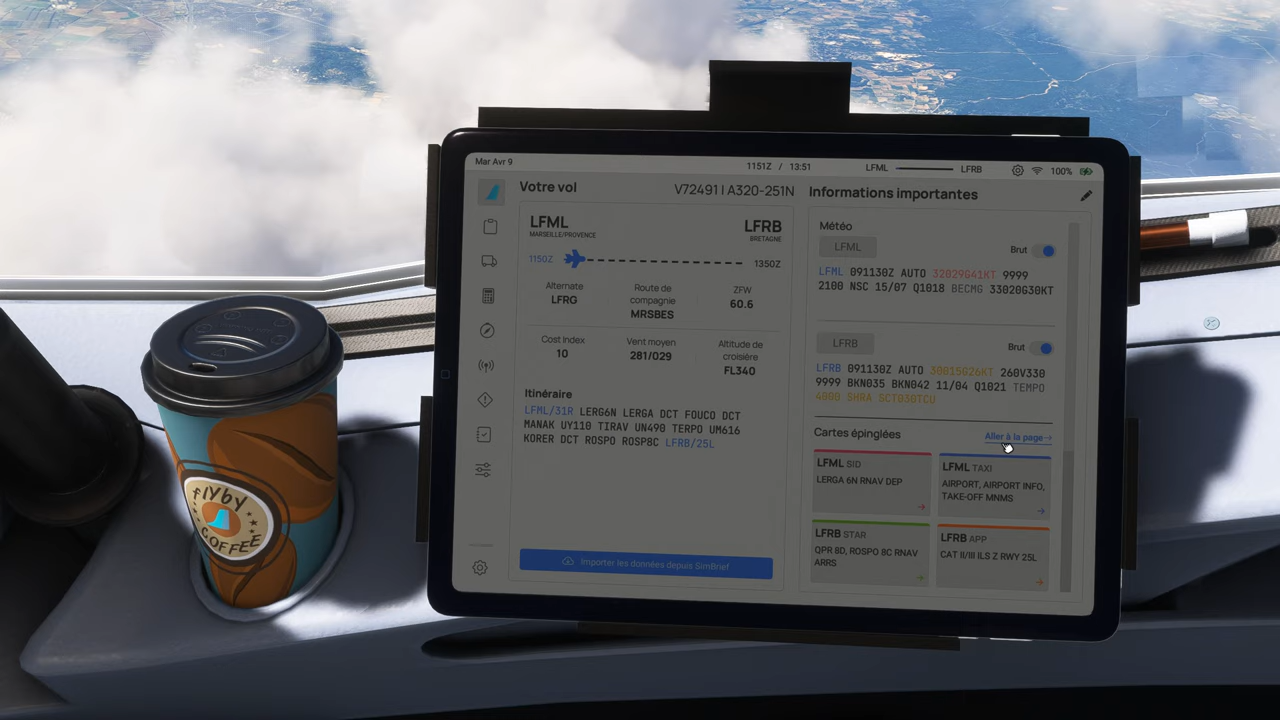 Mar Avr 9
1151Z / 13:51
LFML
LFRB
100%
Votre vol
V72491 | A320-251N
LFML
MARSEILLE/PROVENCE
LFRB
BRETAGNE
1150Z
1350Z
Alternate
LFRG
Route de
compagnie
MRSBES
ZFW
60.6
Cost Index
10
Vent moyen
281/029
Altitude de
croisière
FL340
Itinéraire
LFML/31R LERG6N LERGA DCT FOUCO DCT
MANAK UY110 TIRAV UN490 TERPO UM616
KORER DCT ROSPO ROSP8C LFRB/25L
Importer les données depuis SimBrief
Informations importantes
Météo
LFML
Brut
LFML 091130Z AUTO 32029G41KT 9999
2100 NSC 15/07 Q1018 BECMG 33020G30KT
LFRB
Brut
LFRB 091130Z AUTO 30015G26KT 260V330
9999 BKN035 BKN042 11/04 Q1021 TEMPO
4000 SHRA SCT030TCU
Cartes épinglées
Aller à la page
LFML SID
LERGA 6N RNAV DEP
LFML TAXI
AIRPORT, AIRPORT INFO,
TAKE-OFF MNMS
LFRB STAR
QPR 8D, ROSPO 8C RNAV
ARRS
LFRB APP
CAT II/III ILS Z RWY 25L
flyby
COFFEE